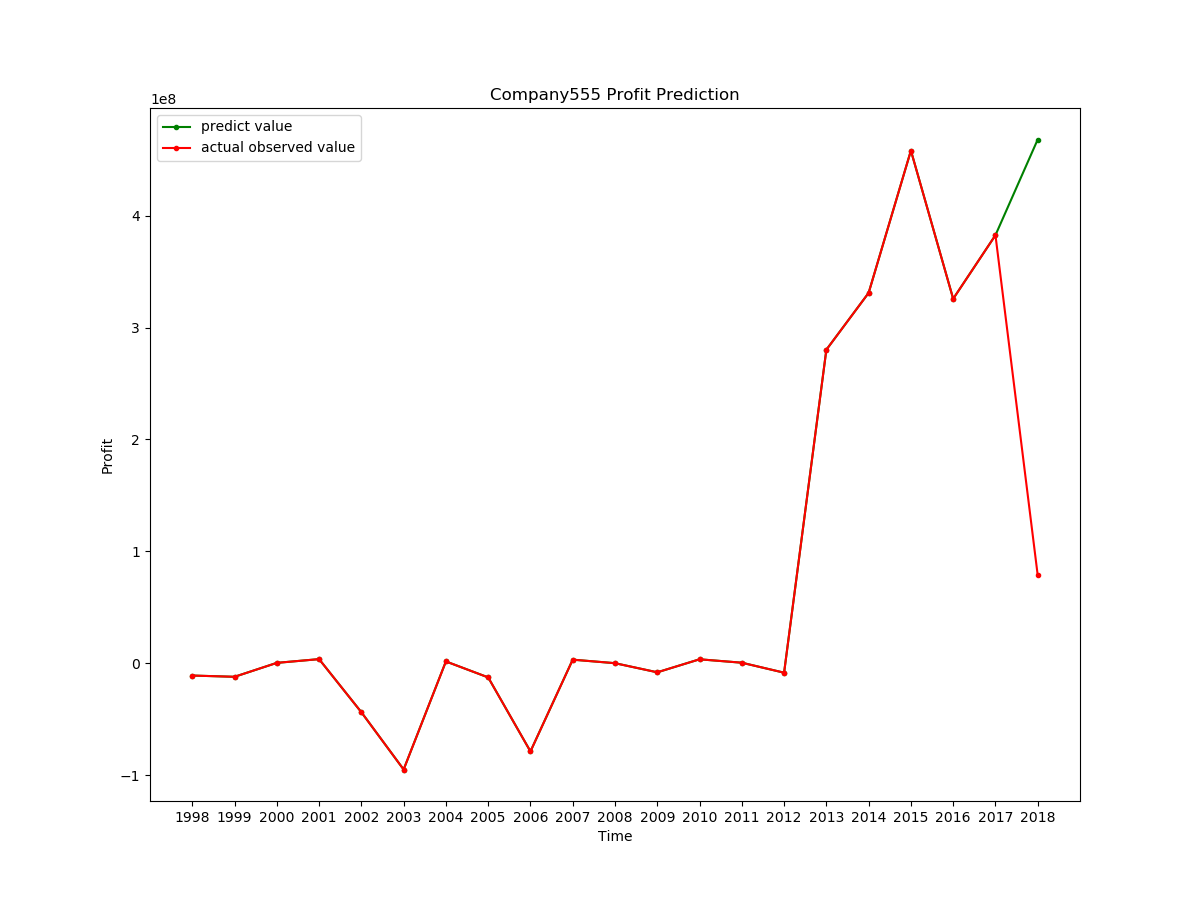 Company555 Profit Prediction
1e8
predict value
actual observed value
4
3
2
1
0
−1
Profit
1998 1999 2000 2001 2002 2003 2004 2005 2006 2007 2008 2009 2010 2011 2012 2013 2014 2015 2016 2017 2018
Time